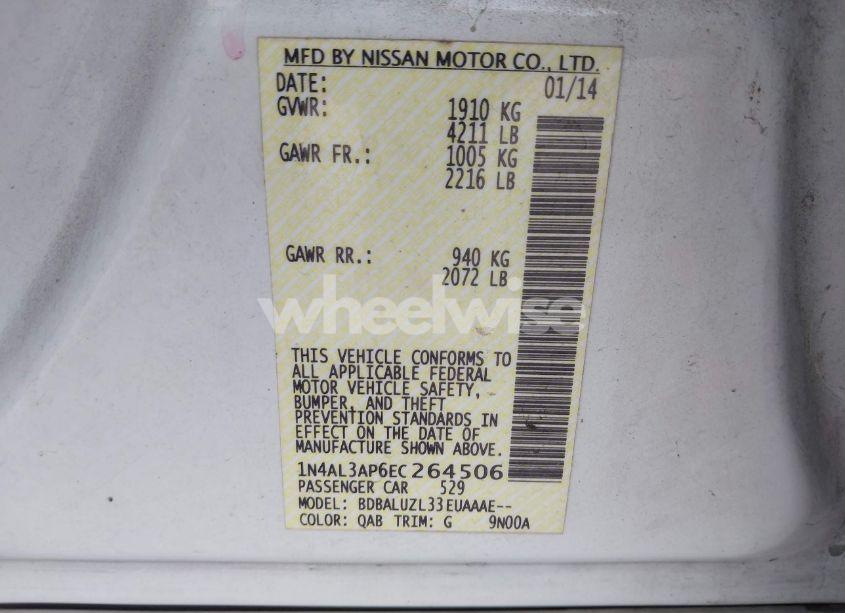 MFD BY NISSAN MOTOR CO., LTD.
DATE: 01/14
GVWR: 1910 KG
4211 LB
GAWR FR.: 1005 KG
2216 LB
GAWR RR.: 940 KG
2072 LB
wheelwise
THIS VEHICLE CONFORMS TO
ALL APPLICABLE FEDERAL
MOTOR VEHICLE SAFETY,
BUMPER, AND THEFT
PREVENTION STANDARDS IN
EFFECT ON THE DATE OF
MANUFACTURE SHOWN ABOVE.
1N4AL3AP6EC264506
PASSENGER CAR 529
MODEL: BDBALUZL33EUAAAE--
COLOR: QAB TRIM: G 9N00A